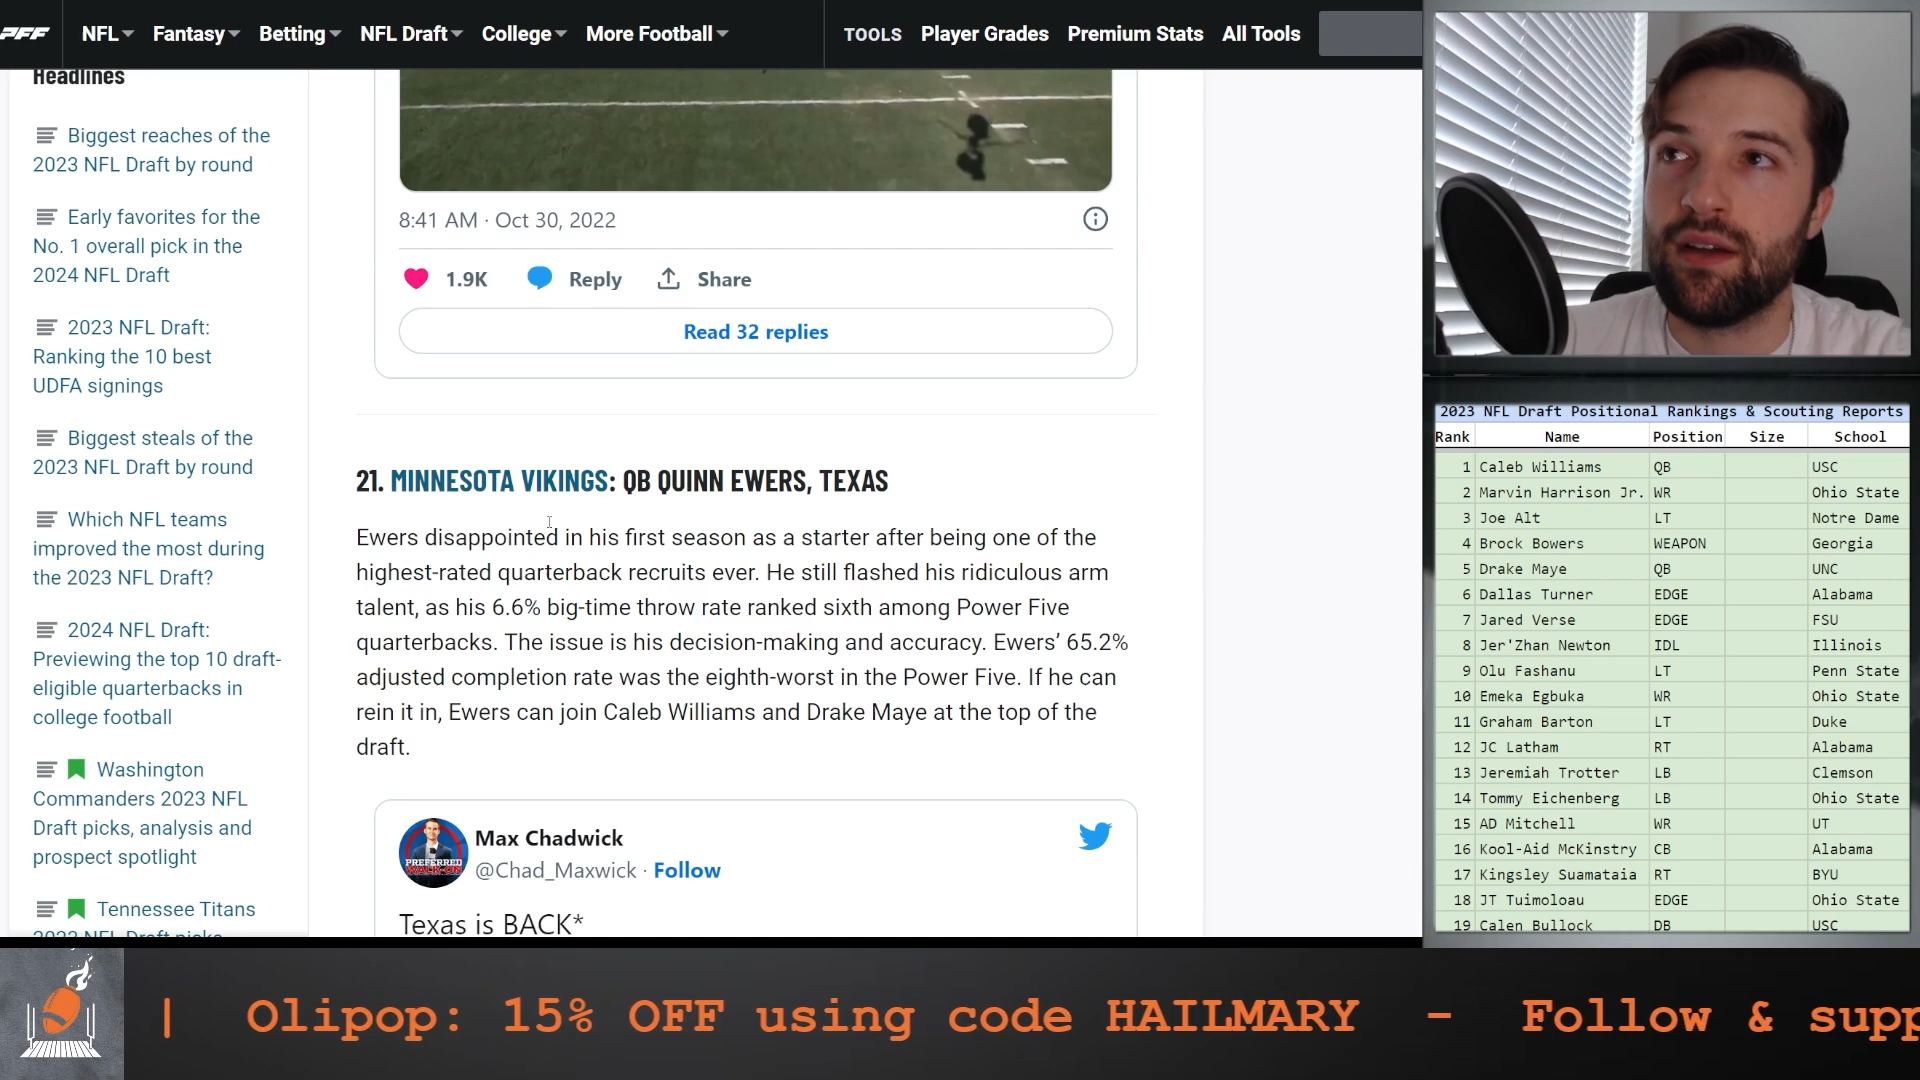 PFF NFL Fantasy Betting NFL Draft College More Football TOOLS Player Grades Premium Stats All Tools
Headlines
Biggest reaches of the
2023 NFL Draft by round
Early favorites for the
No. 1 overall pick in the
2024 NFL Draft
2023 NFL Draft:
Ranking the 10 best
UDFA signings
Biggest steals of the
2023 NFL Draft by round
Which NFL teams
improved the most during
the 2023 NFL Draft?
2024 NFL Draft:
Previewing the top 10 draft-
eligible quarterbacks in
college football
Washington
Commanders 2023 NFL
Draft picks, analysis and
prospect spotlight
Tennessee Titans
2023 NFL Draft picks
8:41 AM · Oct 30, 2022
1.9K Reply Share
Read 32 replies
21. MINNESOTA VIKINGS: QB QUINN EWERS, TEXAS
Ewers disappointed in his first season as a starter after being one of the
highest-rated quarterback recruits ever. He still flashed his ridiculous arm
talent, as his 6.6% big-time throw rate ranked sixth among Power Five
quarterbacks. The issue is his decision-making and accuracy. Ewers' 65.2%
adjusted completion rate was the eighth-worst in the Power Five. If he can
rein it in, Ewers can join Caleb Williams and Drake Maye at the top of the
draft.
PREFERRED
WALK-ON
Max Chadwick
@Chad_Maxwick · Follow
Texas is BACK*
2023 NFL Draft Positional Rankings & Scouting Reports
Rank Name Position Size School
1 Caleb Williams QB USC
2 Marvin Harrison Jr. WR Ohio State
3 Joe Alt LT Notre Dame
4 Brock Bowers WEAPON Georgia
5 Drake Maye QB UNC
6 Dallas Turner EDGE Alabama
7 Jared Verse EDGE FSU
8 Jer'Zhan Newton IDL Illinois
9 Olu Fashanu LT Penn State
10 Emeka Egbuka WR Ohio State
11 Graham Barton LT Duke
12 JC Latham RT Alabama
13 Jeremiah Trotter LB Clemson
14 Tommy Eichenberg LB Ohio State
15 AD Mitchell WR UT
16 Kool-Aid McKinstry CB Alabama
17 Kingsley Suamataia RT BYU
18 JT Tuimoloau EDGE Ohio State
19 Calen Bullock DB USC
| Olipop: 15% OFF using code HAILMARY - Follow & supp